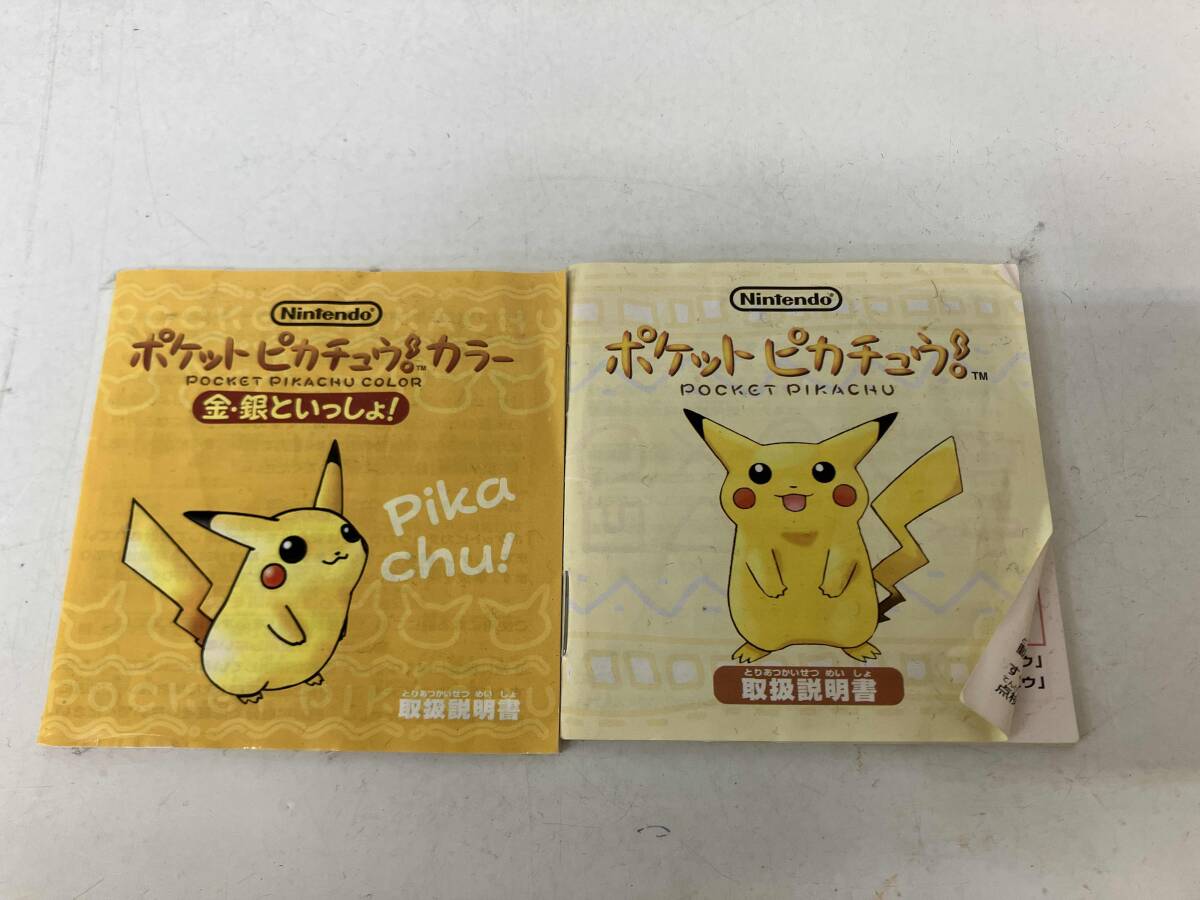 Nintendo
ポケットピカチュウ!™カラー
POCKET PIKACHU COLOR
金・銀といっしょ!
Pika
chu!
とりあつかいせつめいしょ
取扱説明書
Nintendo
ポケットピカチュウ!™
POCKET PIKACHU
とりあつかいせつめいしょ
取扱説明書